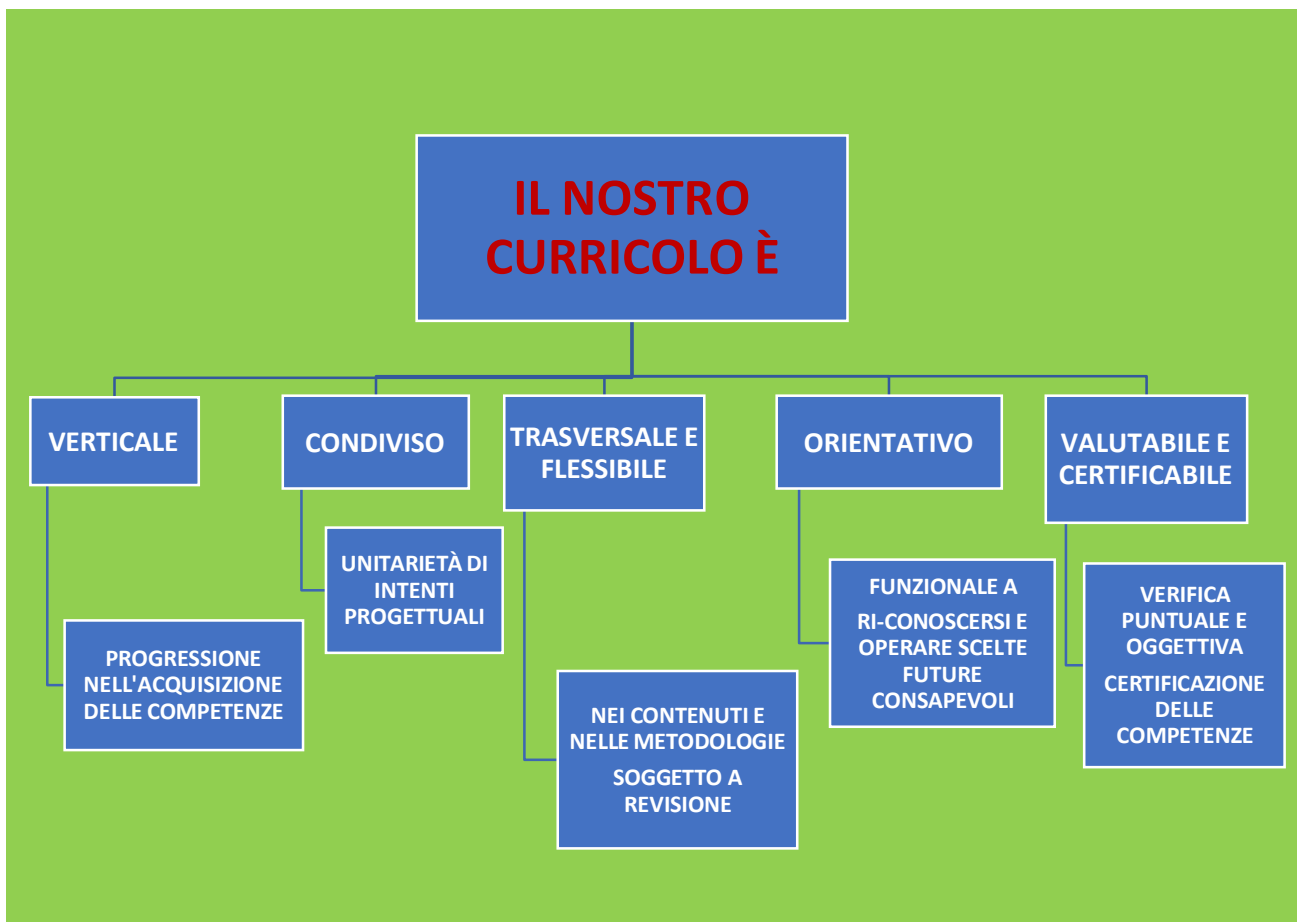 IL NOSTRO
CURRICOLO È
VERTICALE
PROGRESSIONE
NELL'ACQUISIZIONE
DELLE COMPETENZE
CONDIVISO
UNITARIETÀ DI
INTENTI
PROGETTUALI
TRASVERSALE E
FLESSIBILE
NEI CONTENUTI E
NELLE METODOLOGIE
SOGGETTO A
REVISIONE
ORIENTATIVO
FUNZIONALE A
RI-CONOSCERSI E
OPERARE SCELTE
FUTURE
CONSAPEVOLI
VALUTABILE E
CERTIFICABILE
VERIFICA
PUNTUALE E
OGGETTIVA
CERTIFICAZIONE
DELLE
COMPETENZE